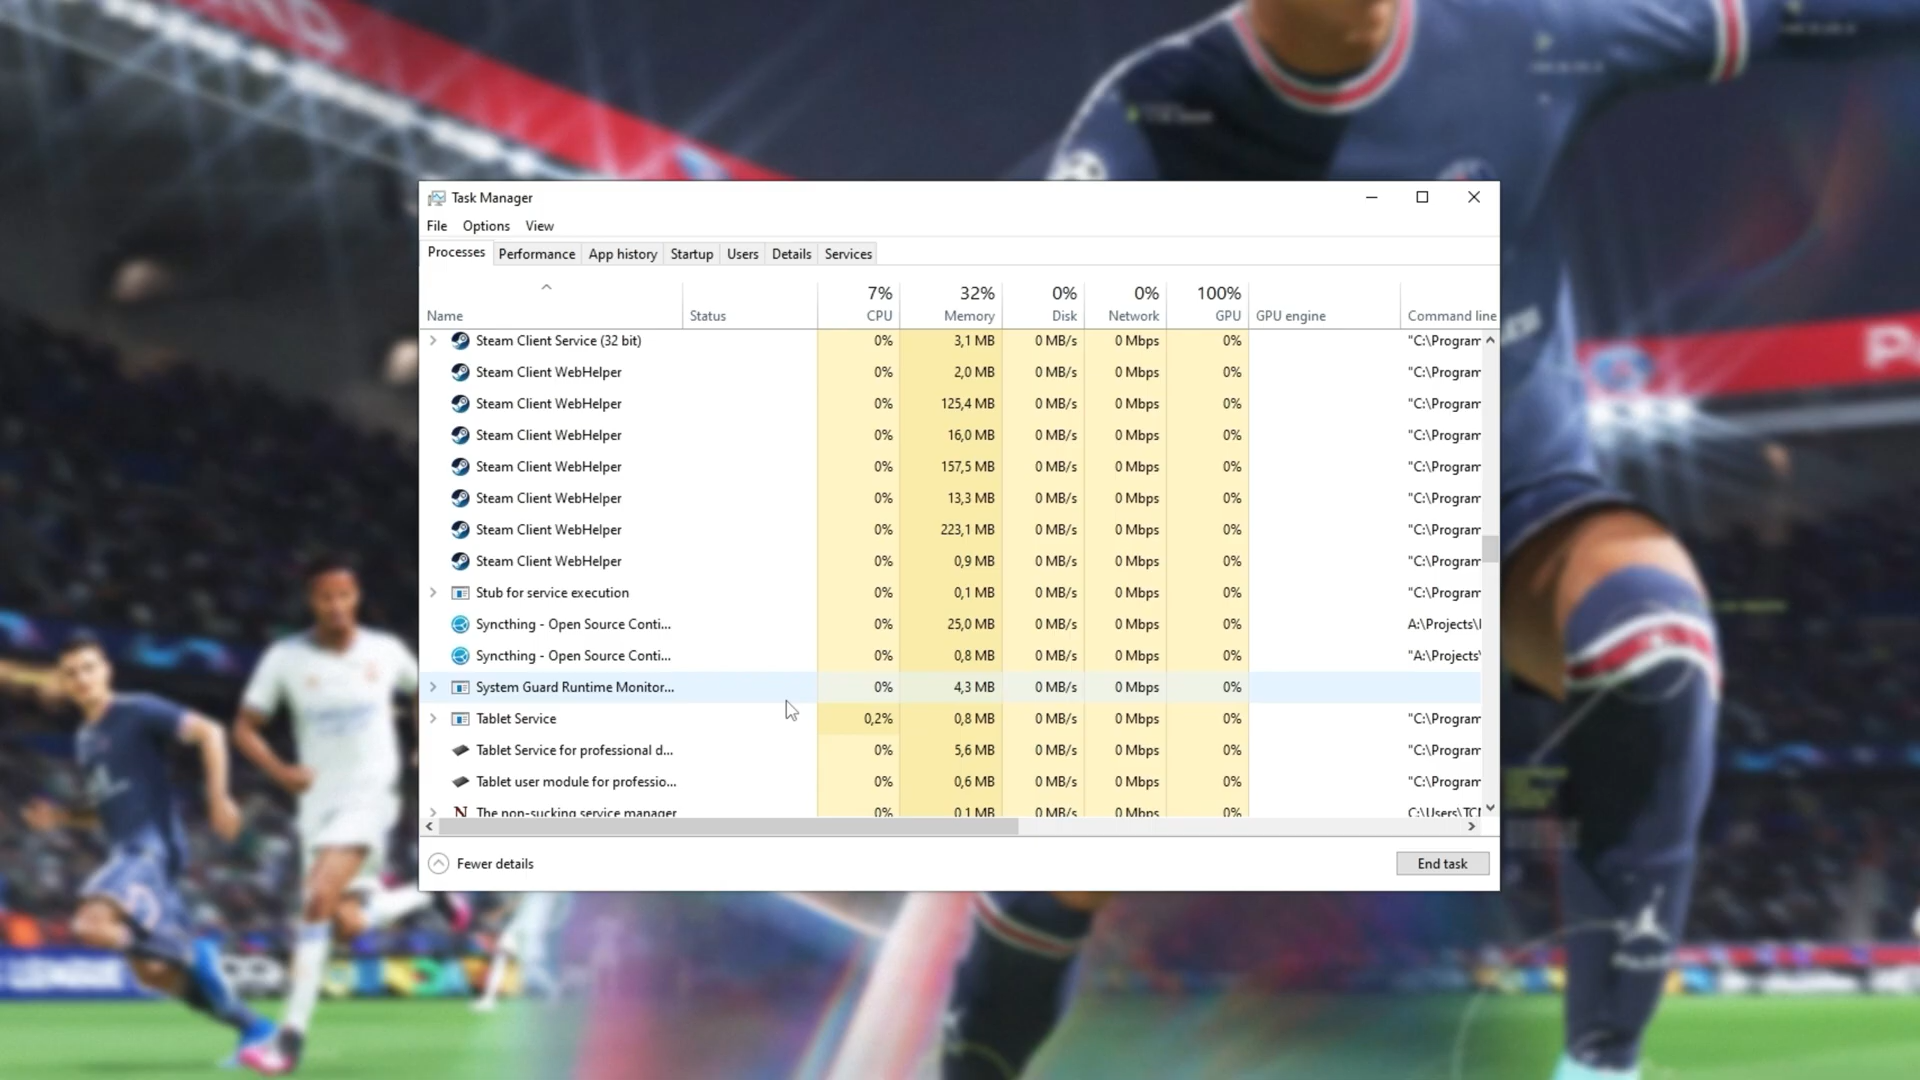 Task Manager
File Options View
Processes Performance App history Startup Users Details Services
7% 32% 0% 0% 100%
Name Status CPU Memory Disk Network GPU GPU engine Command line
Steam Client Service (32 bit) 0% 3,1 MB 0 MB/s 0 Mbps 0% "C:\Program
Steam Client WebHelper 0% 2,0 MB 0 MB/s 0 Mbps 0% "C:\Program
Steam Client WebHelper 0% 125,4 MB 0 MB/s 0 Mbps 0% "C:\Program
Steam Client WebHelper 0% 16,0 MB 0 MB/s 0 Mbps 0% "C:\Program
Steam Client WebHelper 0% 157,5 MB 0 MB/s 0 Mbps 0% "C:\Program
Steam Client WebHelper 0% 13,3 MB 0 MB/s 0 Mbps 0% "C:\Program
Steam Client WebHelper 0% 223,1 MB 0 MB/s 0 Mbps 0% "C:\Program
Steam Client WebHelper 0% 0,9 MB 0 MB/s 0 Mbps 0% "C:\Program
Stub for service execution 0% 0,1 MB 0 MB/s 0 Mbps 0% "C:\Program
Syncthing - Open Source Conti... 0% 25,0 MB 0 MB/s 0 Mbps 0% A:\Projects\
Syncthing - Open Source Conti... 0% 0,8 MB 0 MB/s 0 Mbps 0% "A:\Projects\
System Guard Runtime Monitor... 0% 4,3 MB 0 MB/s 0 Mbps 0%
Tablet Service 0,2% 0,8 MB 0 MB/s 0 Mbps 0% "C:\Program
Tablet Service for professional d... 0% 5,6 MB 0 MB/s 0 Mbps 0% "C:\Program
Tablet user module for professio... 0% 0,6 MB 0 MB/s 0 Mbps 0% "C:\Program
The non-sucking service manager 0% 0,1 MB 0 MB/s 0 Mbps 0% C:\Users\TC
Fewer details End task